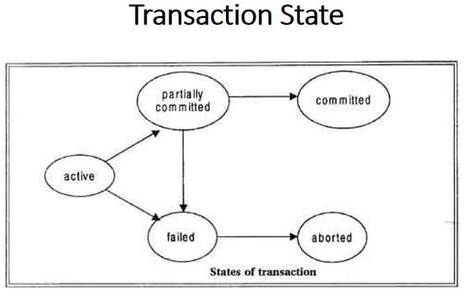 Transaction State
partially
committed
committed
active
failed
aborted
States of transaction